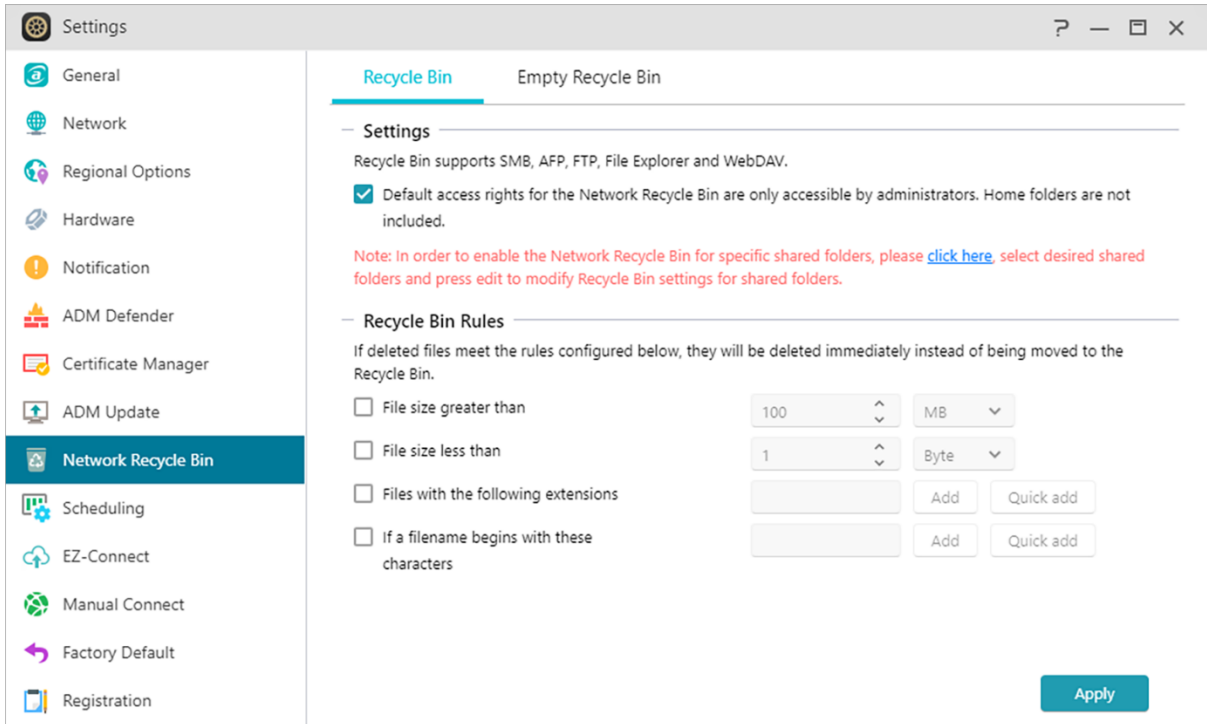 Settings
General
Network
Regional Options
Hardware
Notification
ADM Defender
Certificate Manager
ADM Update
Network Recycle Bin
Scheduling
EZ-Connect
Manual Connect
Factory Default
Registration
Recycle Bin
Empty Recycle Bin
Settings
Recycle Bin supports SMB, AFP, FTP, File Explorer and WebDAV.
Default access rights for the Network Recycle Bin are only accessible by administrators. Home folders are not
included.
Note: In order to enable the Network Recycle Bin for specific shared folders, please click here, select desired shared
folders and press edit to modify Recycle Bin settings for shared folders.
Recycle Bin Rules
If deleted files meet the rules configured below, they will be deleted immediately instead of being moved to the
Recycle Bin.
File size greater than 100 MB
File size less than 1 Byte
Files with the following extensions Add Quick add
If a filename begins with these Add Quick add
characters
Apply